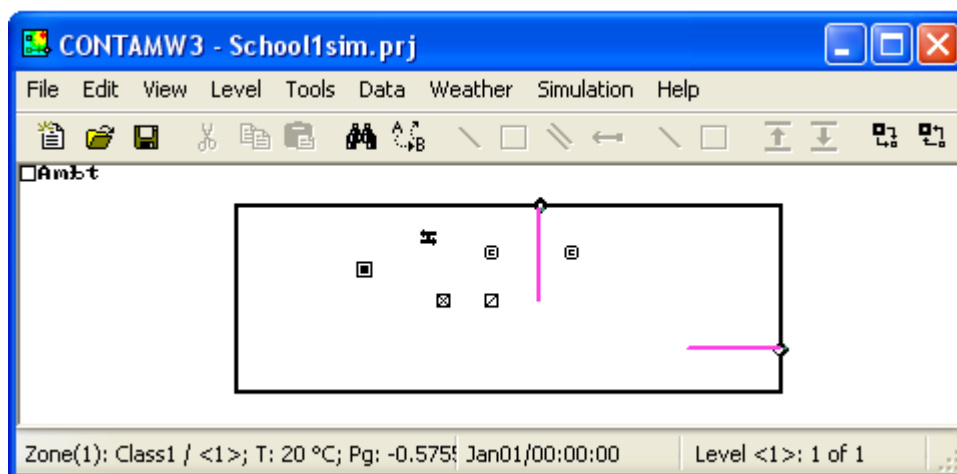 CONTAMW3 - School1sim.prj
File Edit View Level Tools Data Weather Simulation Help
A B
Ambt
Zone(1): Class1 / <1>; T: 20 °C; Pg: -0.575 Jan01/00:00:00 Level <1>: 1 of 1